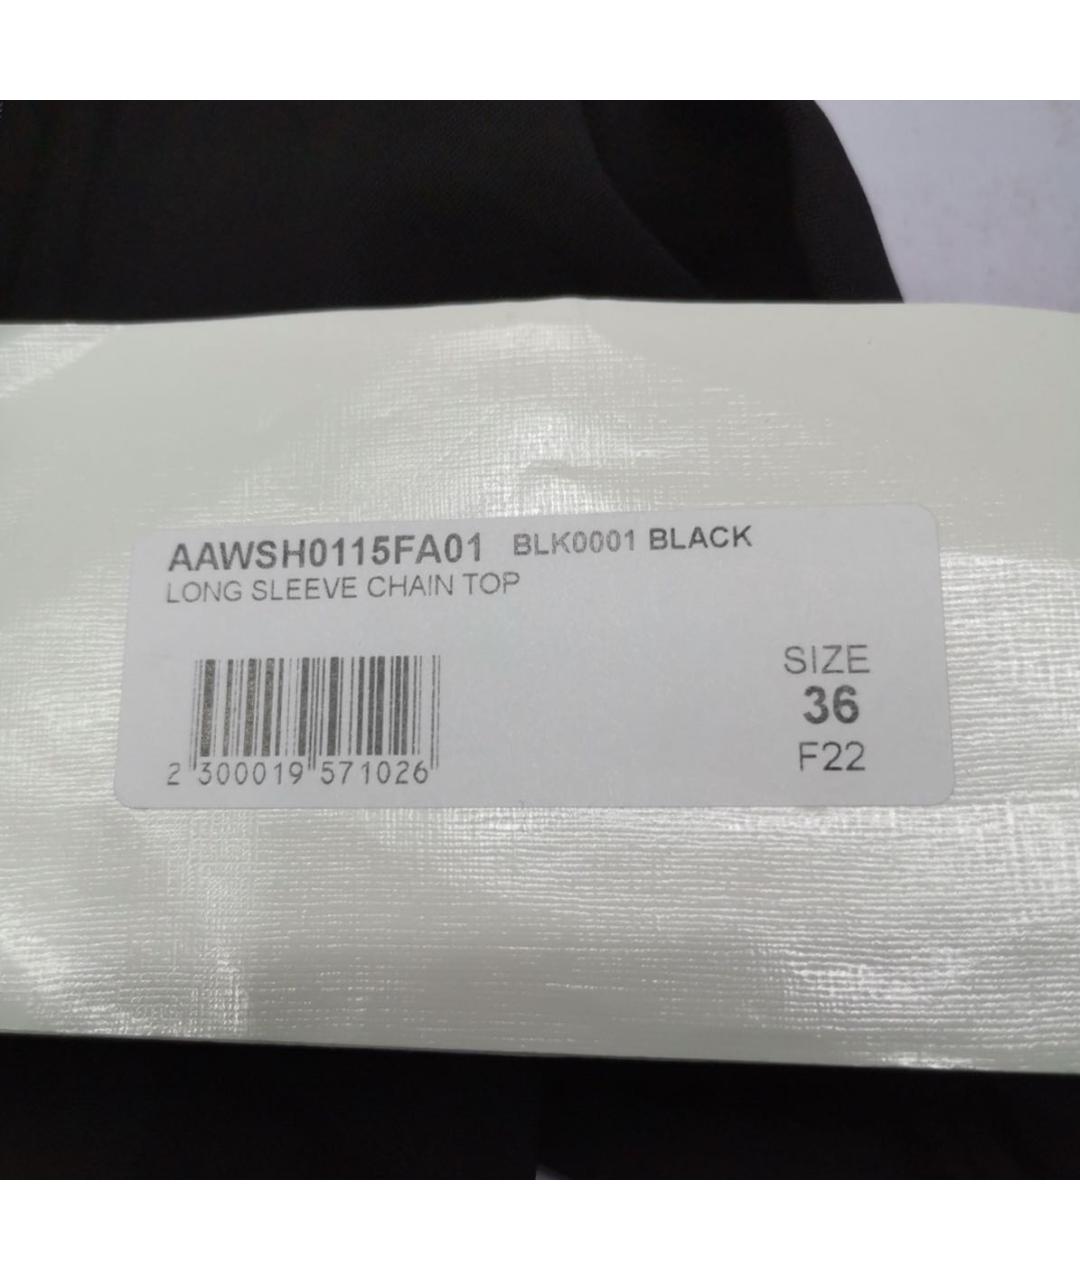 AAWSH0115FA01 BLK0001 BLACK
LONG SLEEVE CHAIN TOP
SIZE
36
F22
2 300019 571026